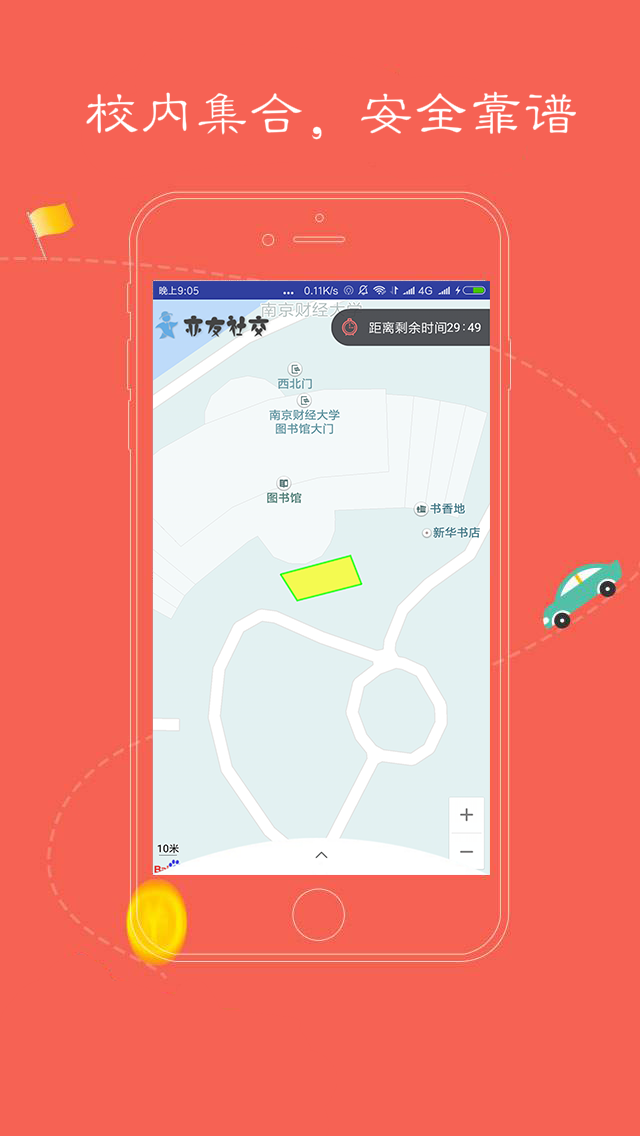 校内集合，安全靠谱
晚上9:05
... 0.11K/s 4G
南京财经大学
亦友社交
距离剩余时间29:49
西北门
南京财经大学
图书馆大门
图书馆
书香地
新华书店
+
−
10米
Bai